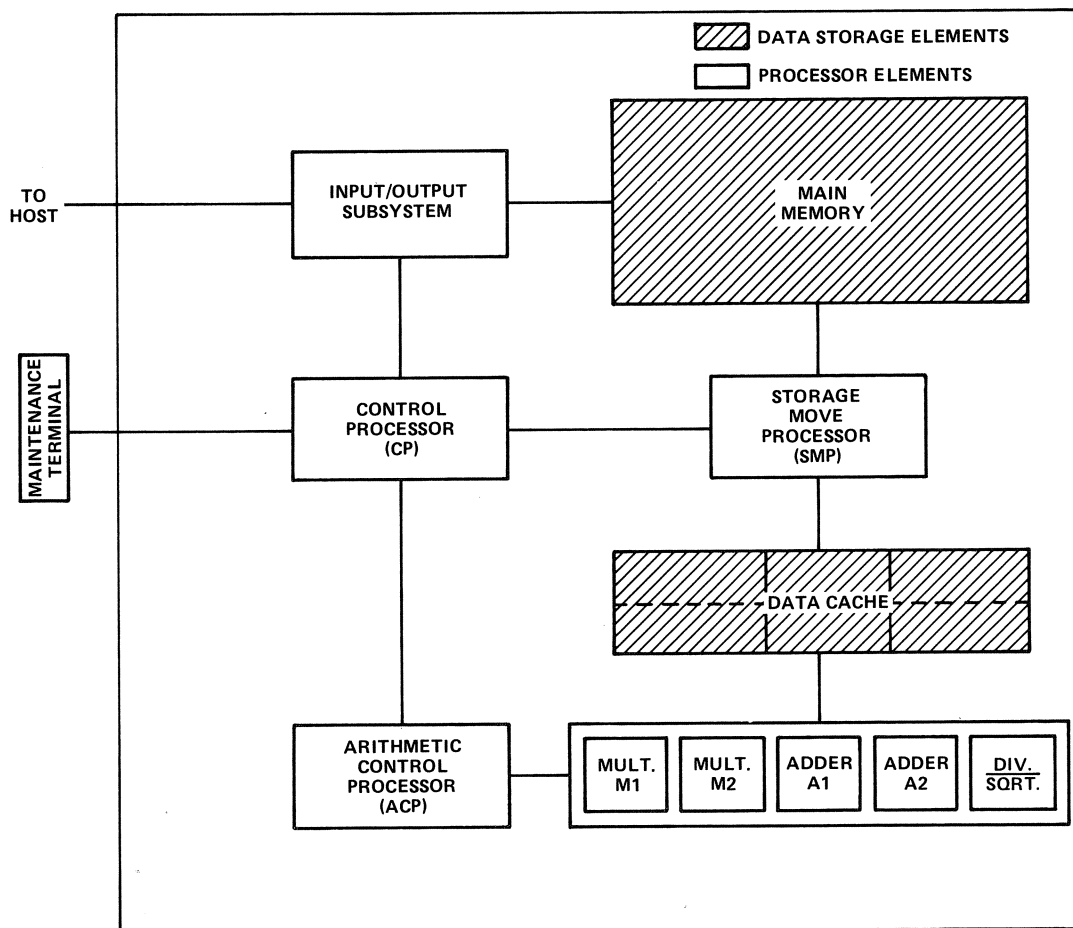 DATA STORAGE ELEMENTS
PROCESSOR ELEMENTS
TO
HOST
INPUT/OUTPUT
SUBSYSTEM
MAIN
MEMORY
MAINTENANCE
TERMINAL
CONTROL
PROCESSOR
(CP)
STORAGE
MOVE
PROCESSOR
(SMP)
DATA CACHE
ARITHMETIC
CONTROL
PROCESSOR
(ACP)
MULT.
M1
MULT.
M2
ADDER
A1
ADDER
A2
DIV.
SQRT.